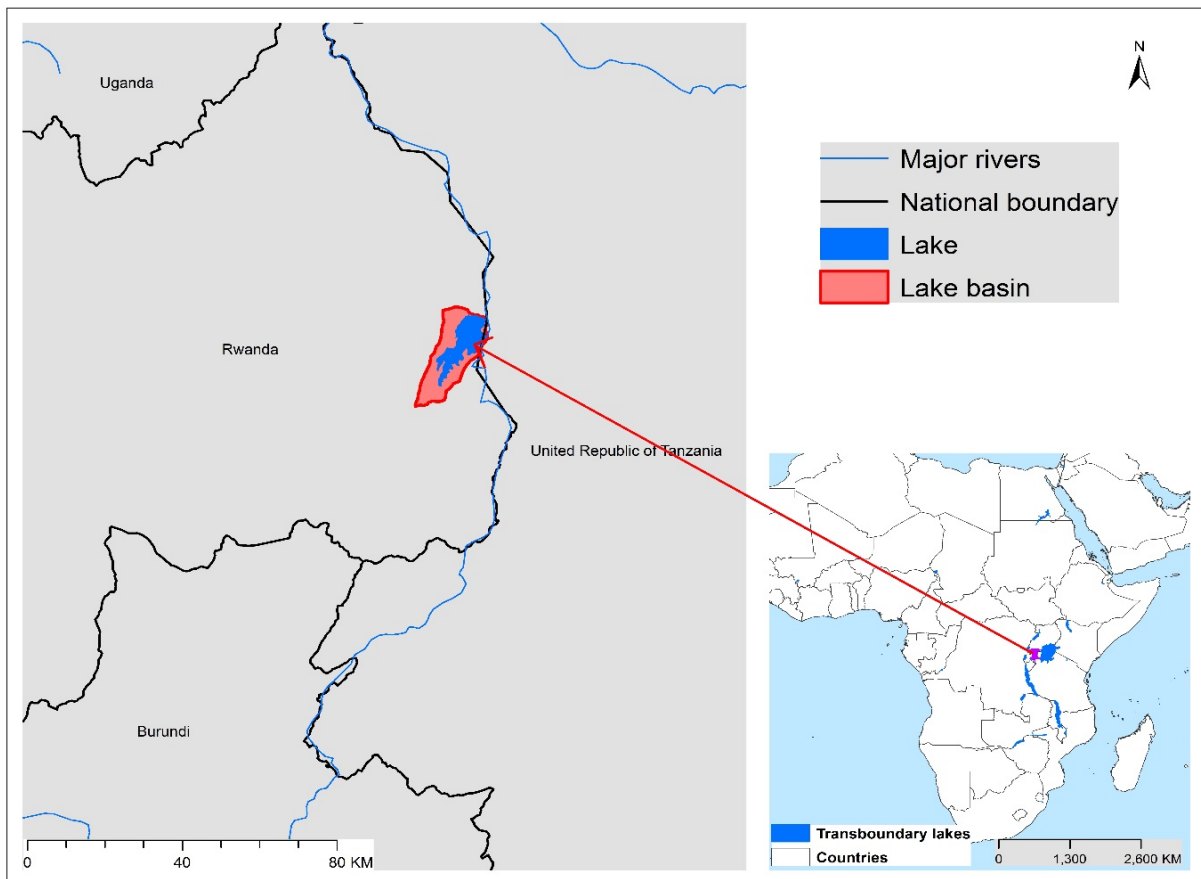 Uganda
Rwanda
United Republic of Tanzania
Burundi
0 40 80 KM
N
Major rivers
National boundary
Lake
Lake basin
Transboundary lakes
Countries
0 1,300 2,600 KM